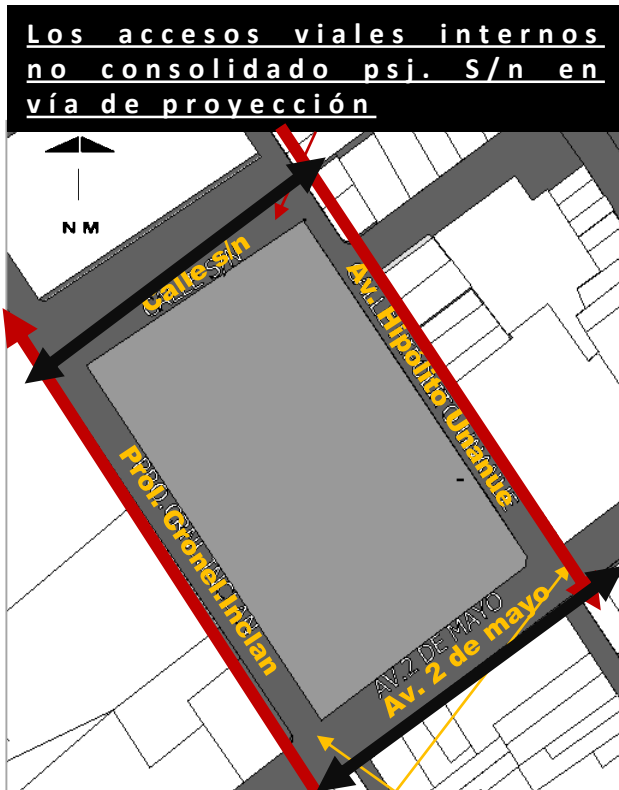 Los accesos viales internos
no consolidado psj. S/n en
vía de proyección
N M
Calle s/n
CALLE S/N
Av. Hipólito Unanue
Prol. Cronel.Inclan
AV.2 DE MAYO
Av. 2 de mayo